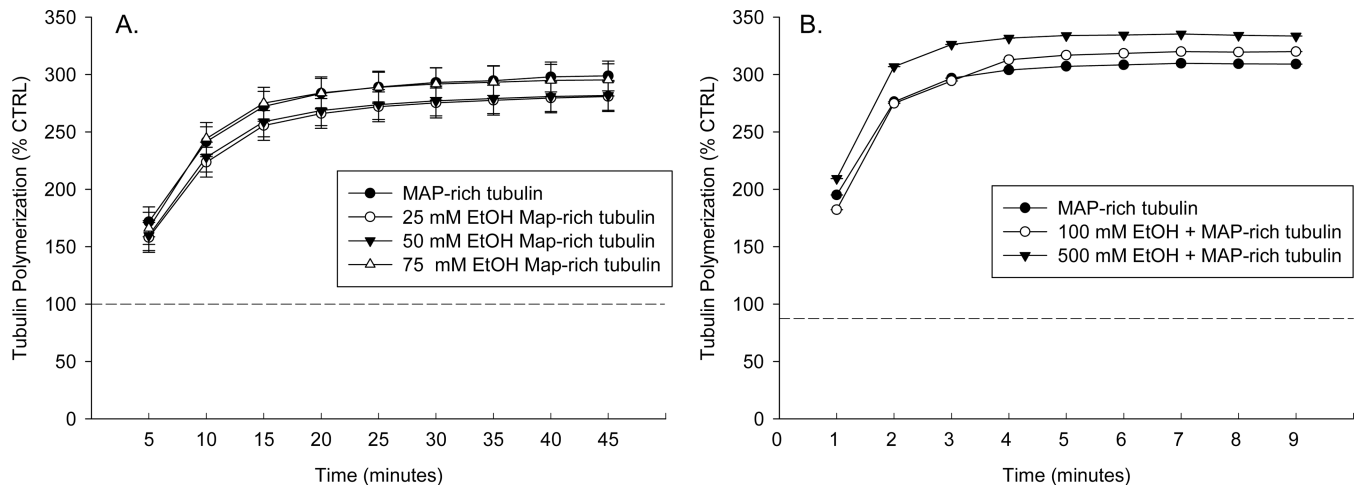 A.
Tubulin Polymerization (% CTRL)
350
300
250
200
150
100
50
0
MAP-rich tubulin
25 mM EtOH Map-rich tubulin
50 mM EtOH Map-rich tubulin
75 mM EtOH Map-rich tubulin
5 10 15 20 25 30 35 40 45
Time (minutes)
B.
Tubulin Polymerization (% CTRL)
350
300
250
200
150
100
50
0
MAP-rich tubulin
100 mM EtOH + MAP-rich tubulin
500 mM EtOH + MAP-rich tubulin
0 1 2 3 4 5 6 7 8 9
Time (minutes)